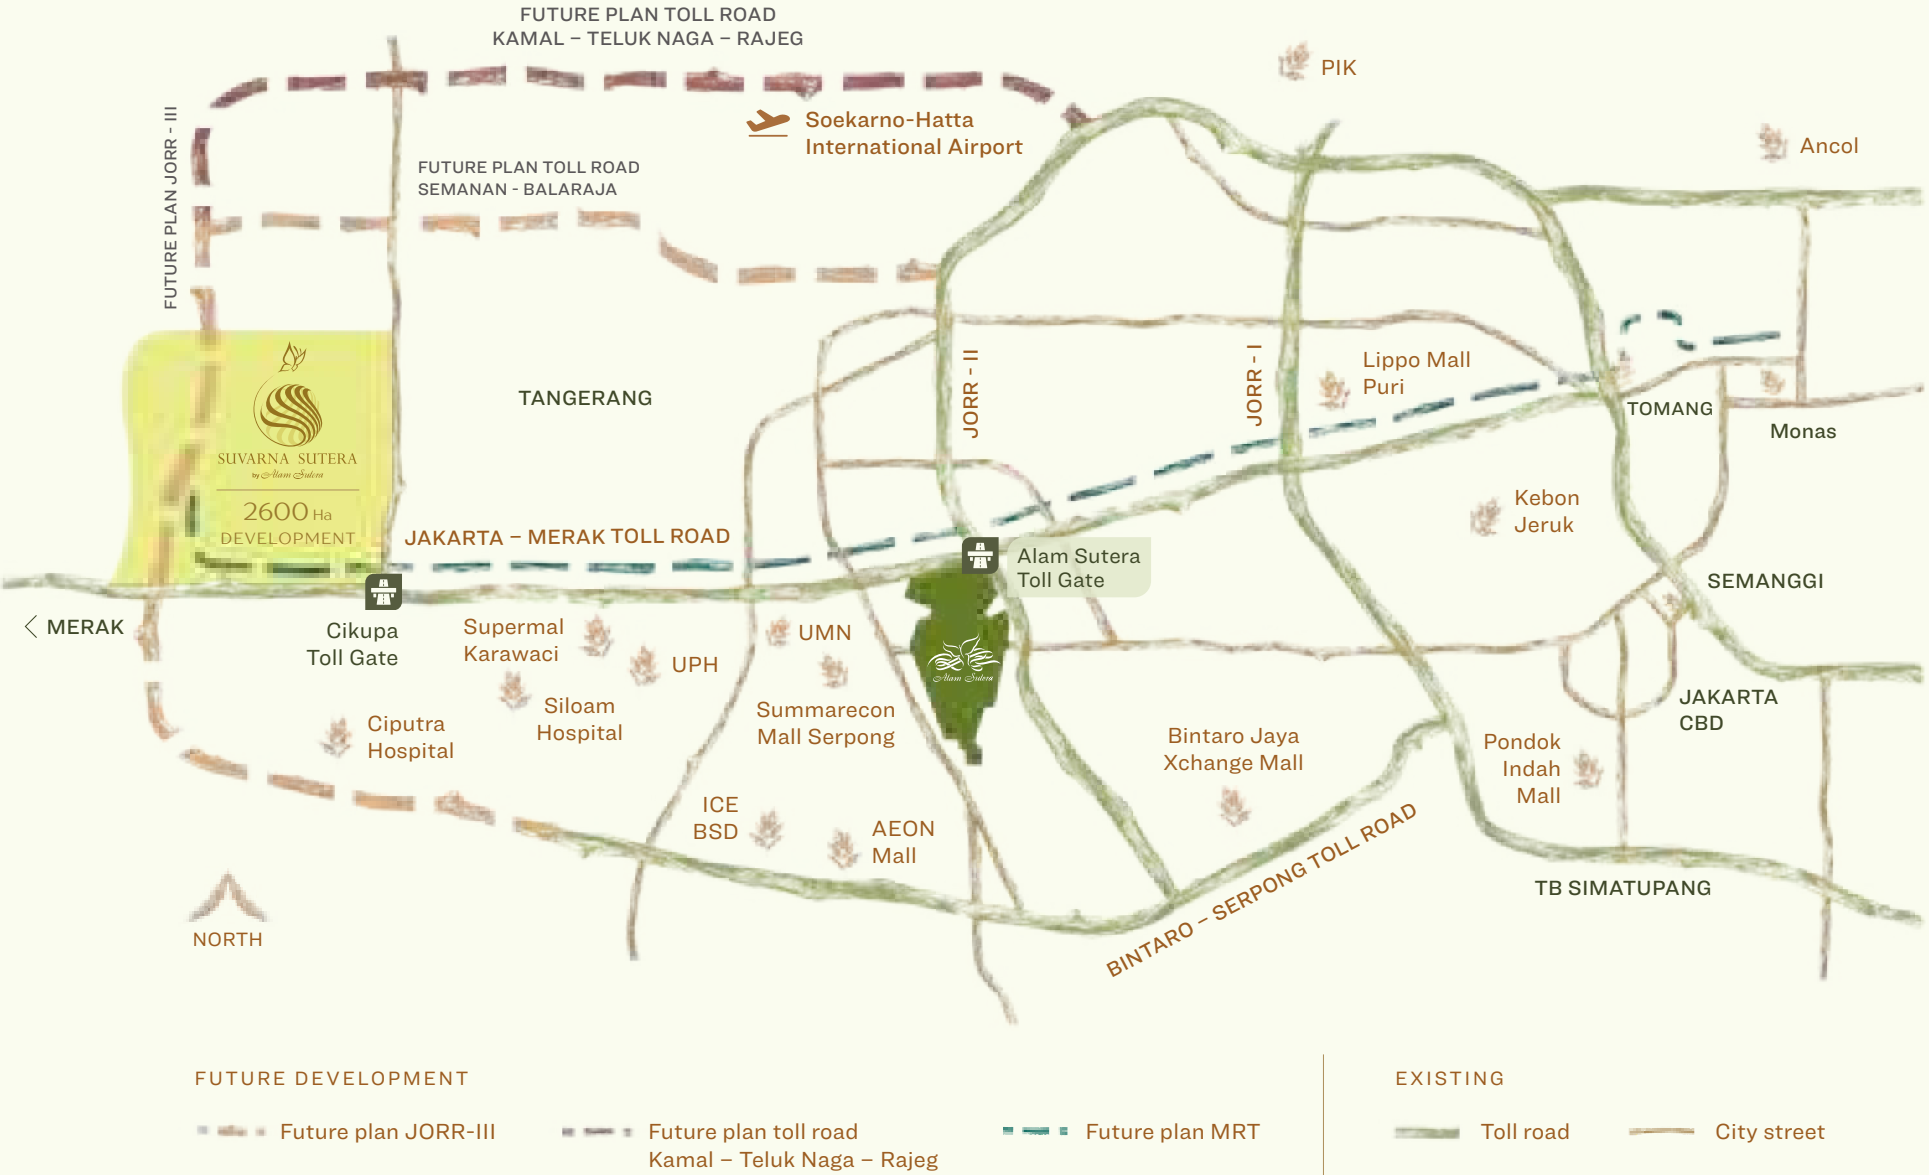 FUTURE PLAN TOLL ROAD
KAMAL – TELUK NAGA – RAJEG
PIK
Soekarno-Hatta
International Airport
Ancol
FUTURE PLAN JORR - III
FUTURE PLAN TOLL ROAD
SEMANAN - BALARAJA
SUVARNA SUTERA
by Alam Sutera
2600 Ha
DEVELOPMENT
TANGERANG
JORR - II
JORR - I
Lippo Mall
Puri
TOMANG
Monas
Kebon
Jeruk
JAKARTA – MERAK TOLL ROAD
Alam Sutera
Toll Gate
SEMANGGI
< MERAK
Cikupa
Toll Gate
Supermal
Karawaci
UPH
UMN
Alam Sutera
Siloam
Hospital
Summarecon
Mall Serpong
Ciputra
Hospital
JAKARTA
CBD
Bintaro Jaya
Xchange Mall
Pondok
Indah
Mall
ICE
BSD
AEON
Mall
BINTARO – SERPONG TOLL ROAD
TB SIMATUPANG
NORTH
FUTURE DEVELOPMENT
Future plan JORR-III
Future plan toll road
Kamal – Teluk Naga – Rajeg
Future plan MRT
EXISTING
Toll road
City street